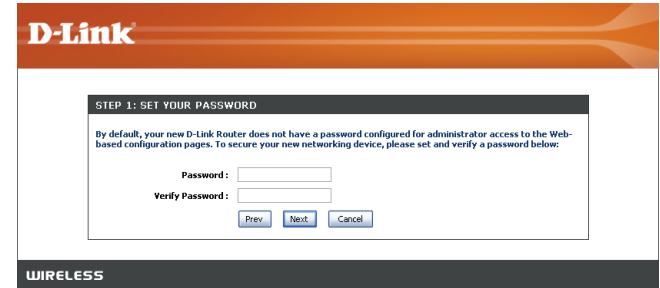 D-Link
STEP 1: SET YOUR PASSWORD
By default, your new D-Link Router does not have a password configured for administrator access to the Web-
based configuration pages. To secure your new networking device, please set and verify a password below:
Password :
Verify Password :
Prev Next Cancel
WIRELESS